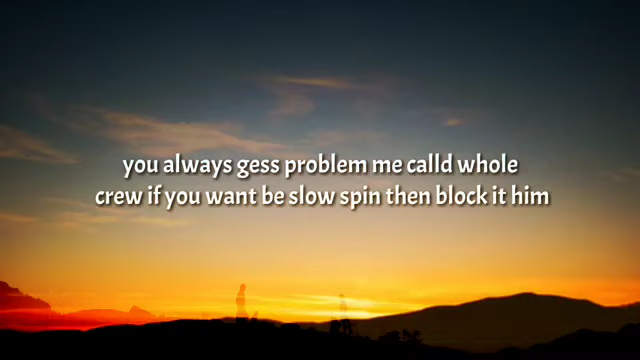 you always gess problem me calld whole
crew if you want be slow spin then block it him